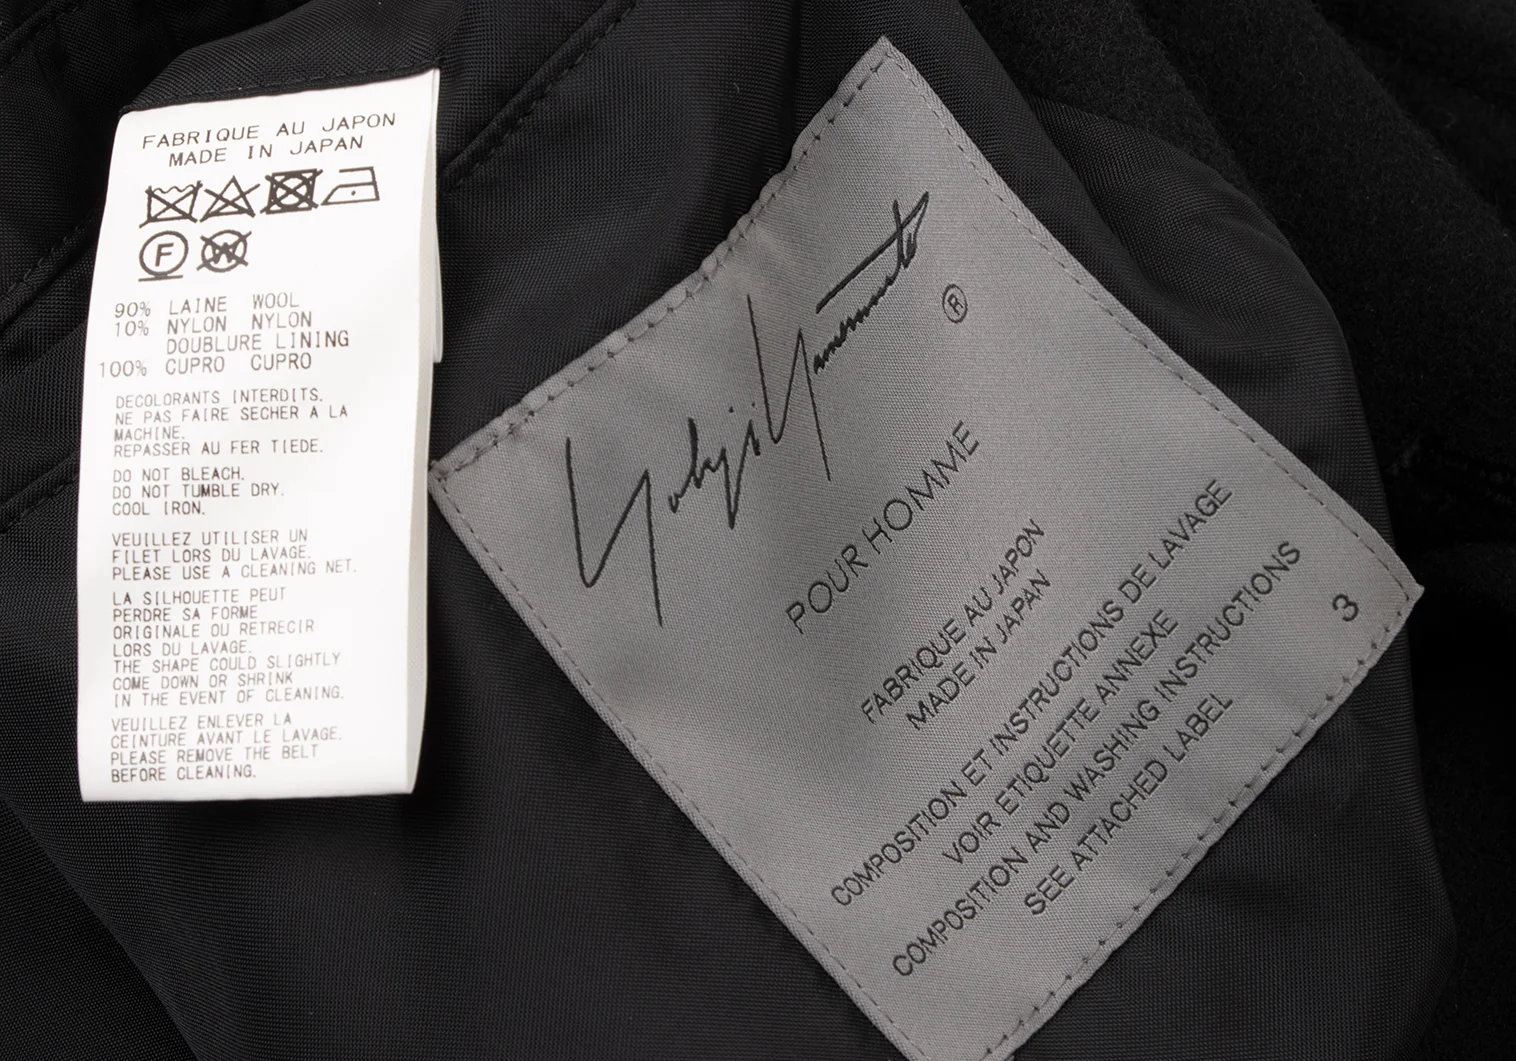 FABRIQUE AU JAPON
MADE IN JAPAN
F W
90% LAINE WOOL
10% NYLON NYLON
DOUBLURE LINING
100% CUPRO CUPRO
DECOLORANTS INTERDITS.
NE PAS FAIRE SECHER A LA
MACHINE.
REPASSER AU FER TIEDE.
DO NOT BLEACH.
DO NOT TUMBLE DRY.
COOL IRON.
VEUILLEZ UTILISER UN
FILET LORS DU LAVAGE.
PLEASE USE A CLEANING NET.
LA SILHOUETTE PEUT
PERDRE SA FORME
ORIGINALE OU RETRECIR
LORS DU LAVAGE.
THE SHAPE COULD SLIGHTLY
COME DOWN OR SHRINK
IN THE EVENT OF CLEANING.
VEUILLEZ ENLEVER LA
CEINTURE AVANT LE LAVAGE.
PLEASE REMOVE THE BELT
BEFORE CLEANING.
Yohji Yamamoto ®
POUR HOMME
FABRIQUE AU JAPON
MADE IN JAPAN
COMPOSITION ET INSTRUCTIONS DE LAVAGE
VOIR ETIQUETTE ANNEXE
COMPOSITION AND WASHING INSTRUCTIONS
SEE ATTACHED LABEL
3